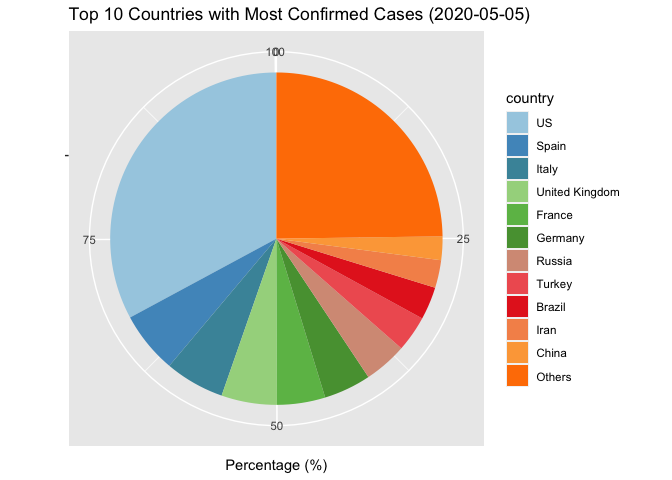 Top 10 Countries with Most Confirmed Cases (2020-05-05)
100
0
75
25
50
Percentage (%)
country
US
Spain
Italy
United Kingdom
France
Germany
Russia
Turkey
Brazil
Iran
China
Others